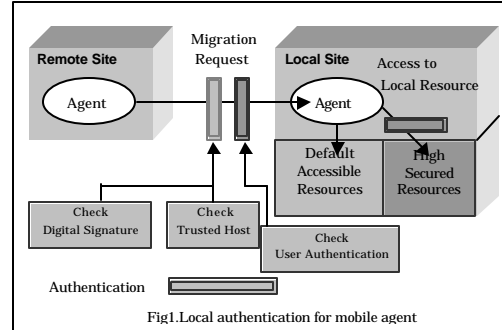 Migration
Request
Remote Site
Local Site
Access to
Local Resource
Agent
Agent
Default
Accessible
Resources
High
Secured
Resources
Check
Digital Signature
Check
Trusted Host
Check
User Authentication
Authentication
Fig1.Local authentication for mobile agent